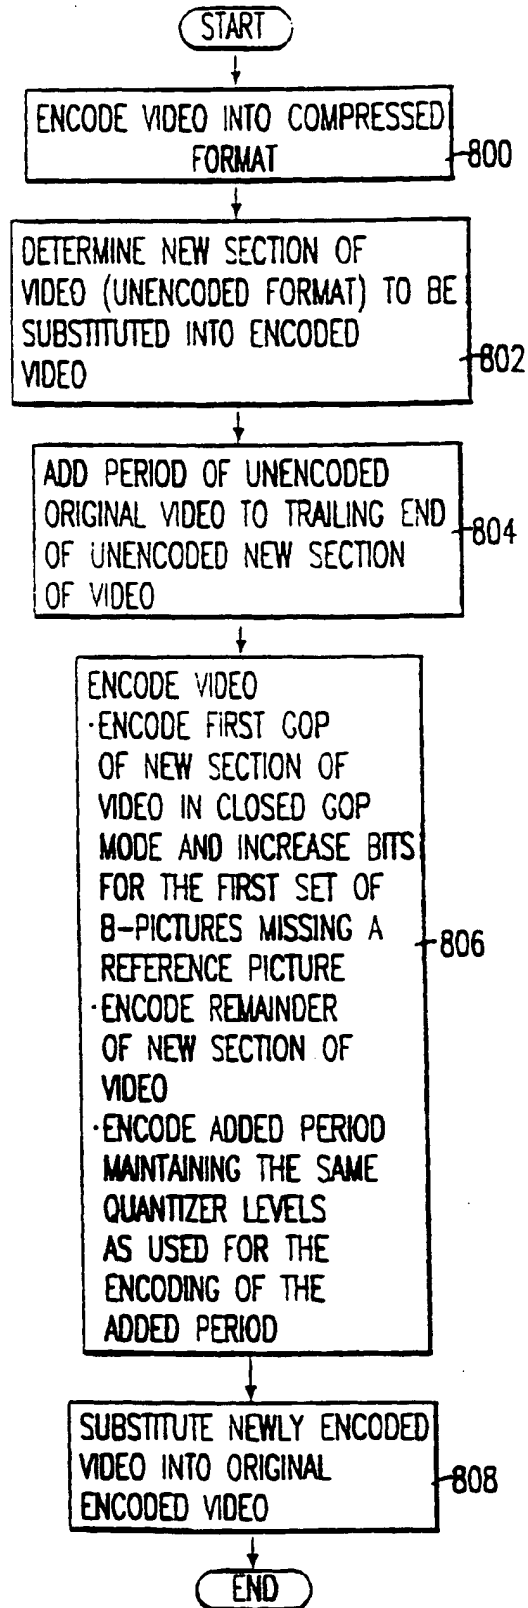 START
ENCODE VIDEO INTO COMPRESSED
FORMAT
800
DETERMINE NEW SECTION OF
VIDEO (UNENCODED FORMAT) TO BE
SUBSTITUTED INTO ENCODED
VIDEO
802
ADD PERIOD OF UNENCODED
ORIGINAL VIDEO TO TRAILING END
OF UNENCODED NEW SECTION
OF VIDEO
804
ENCODE VIDEO
·ENCODE FIRST GOP
OF NEW SECTION OF
VIDEO IN CLOSED GOP
MODE AND INCREASE BITS
FOR THE FIRST SET OF
B-PICTURES MISSING A
REFERENCE PICTURE
·ENCODE REMAINDER
OF NEW SECTION OF
VIDEO
·ENCODE ADDED PERIOD
MAINTAINING THE SAME
QUANTIZER LEVELS
AS USED FOR THE
ENCODING OF THE
ADDED PERIOD
806
SUBSTITUTE NEWLY ENCODED
VIDEO INTO ORIGINAL
ENCODED VIDEO
808
END